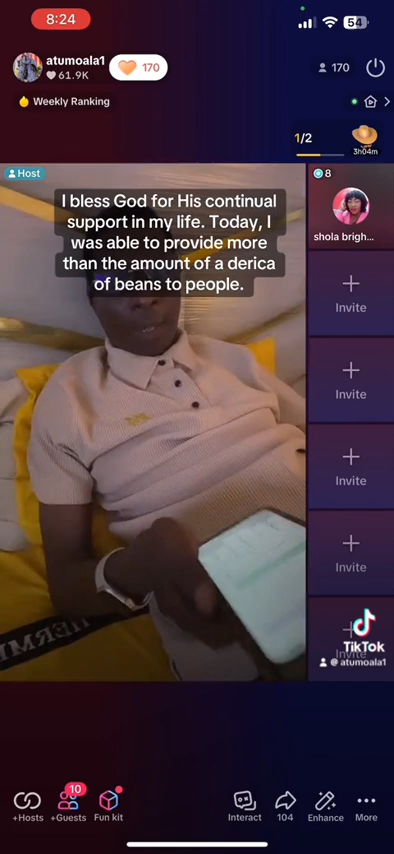 8:24
54
atumoala1
61.9K
170
170
Weekly Ranking
1/2
3h04m
Host
8
I bless God for His continual
support in my life. Today, I
was able to provide more
than the amount of a derica
of beans to people.
shola brigh...
Invite
Invite
Invite
Invite
Invite
TikTok
@atumoala1
10
+Hosts
+Guests
Fun kit
Interact
104
Enhance
More